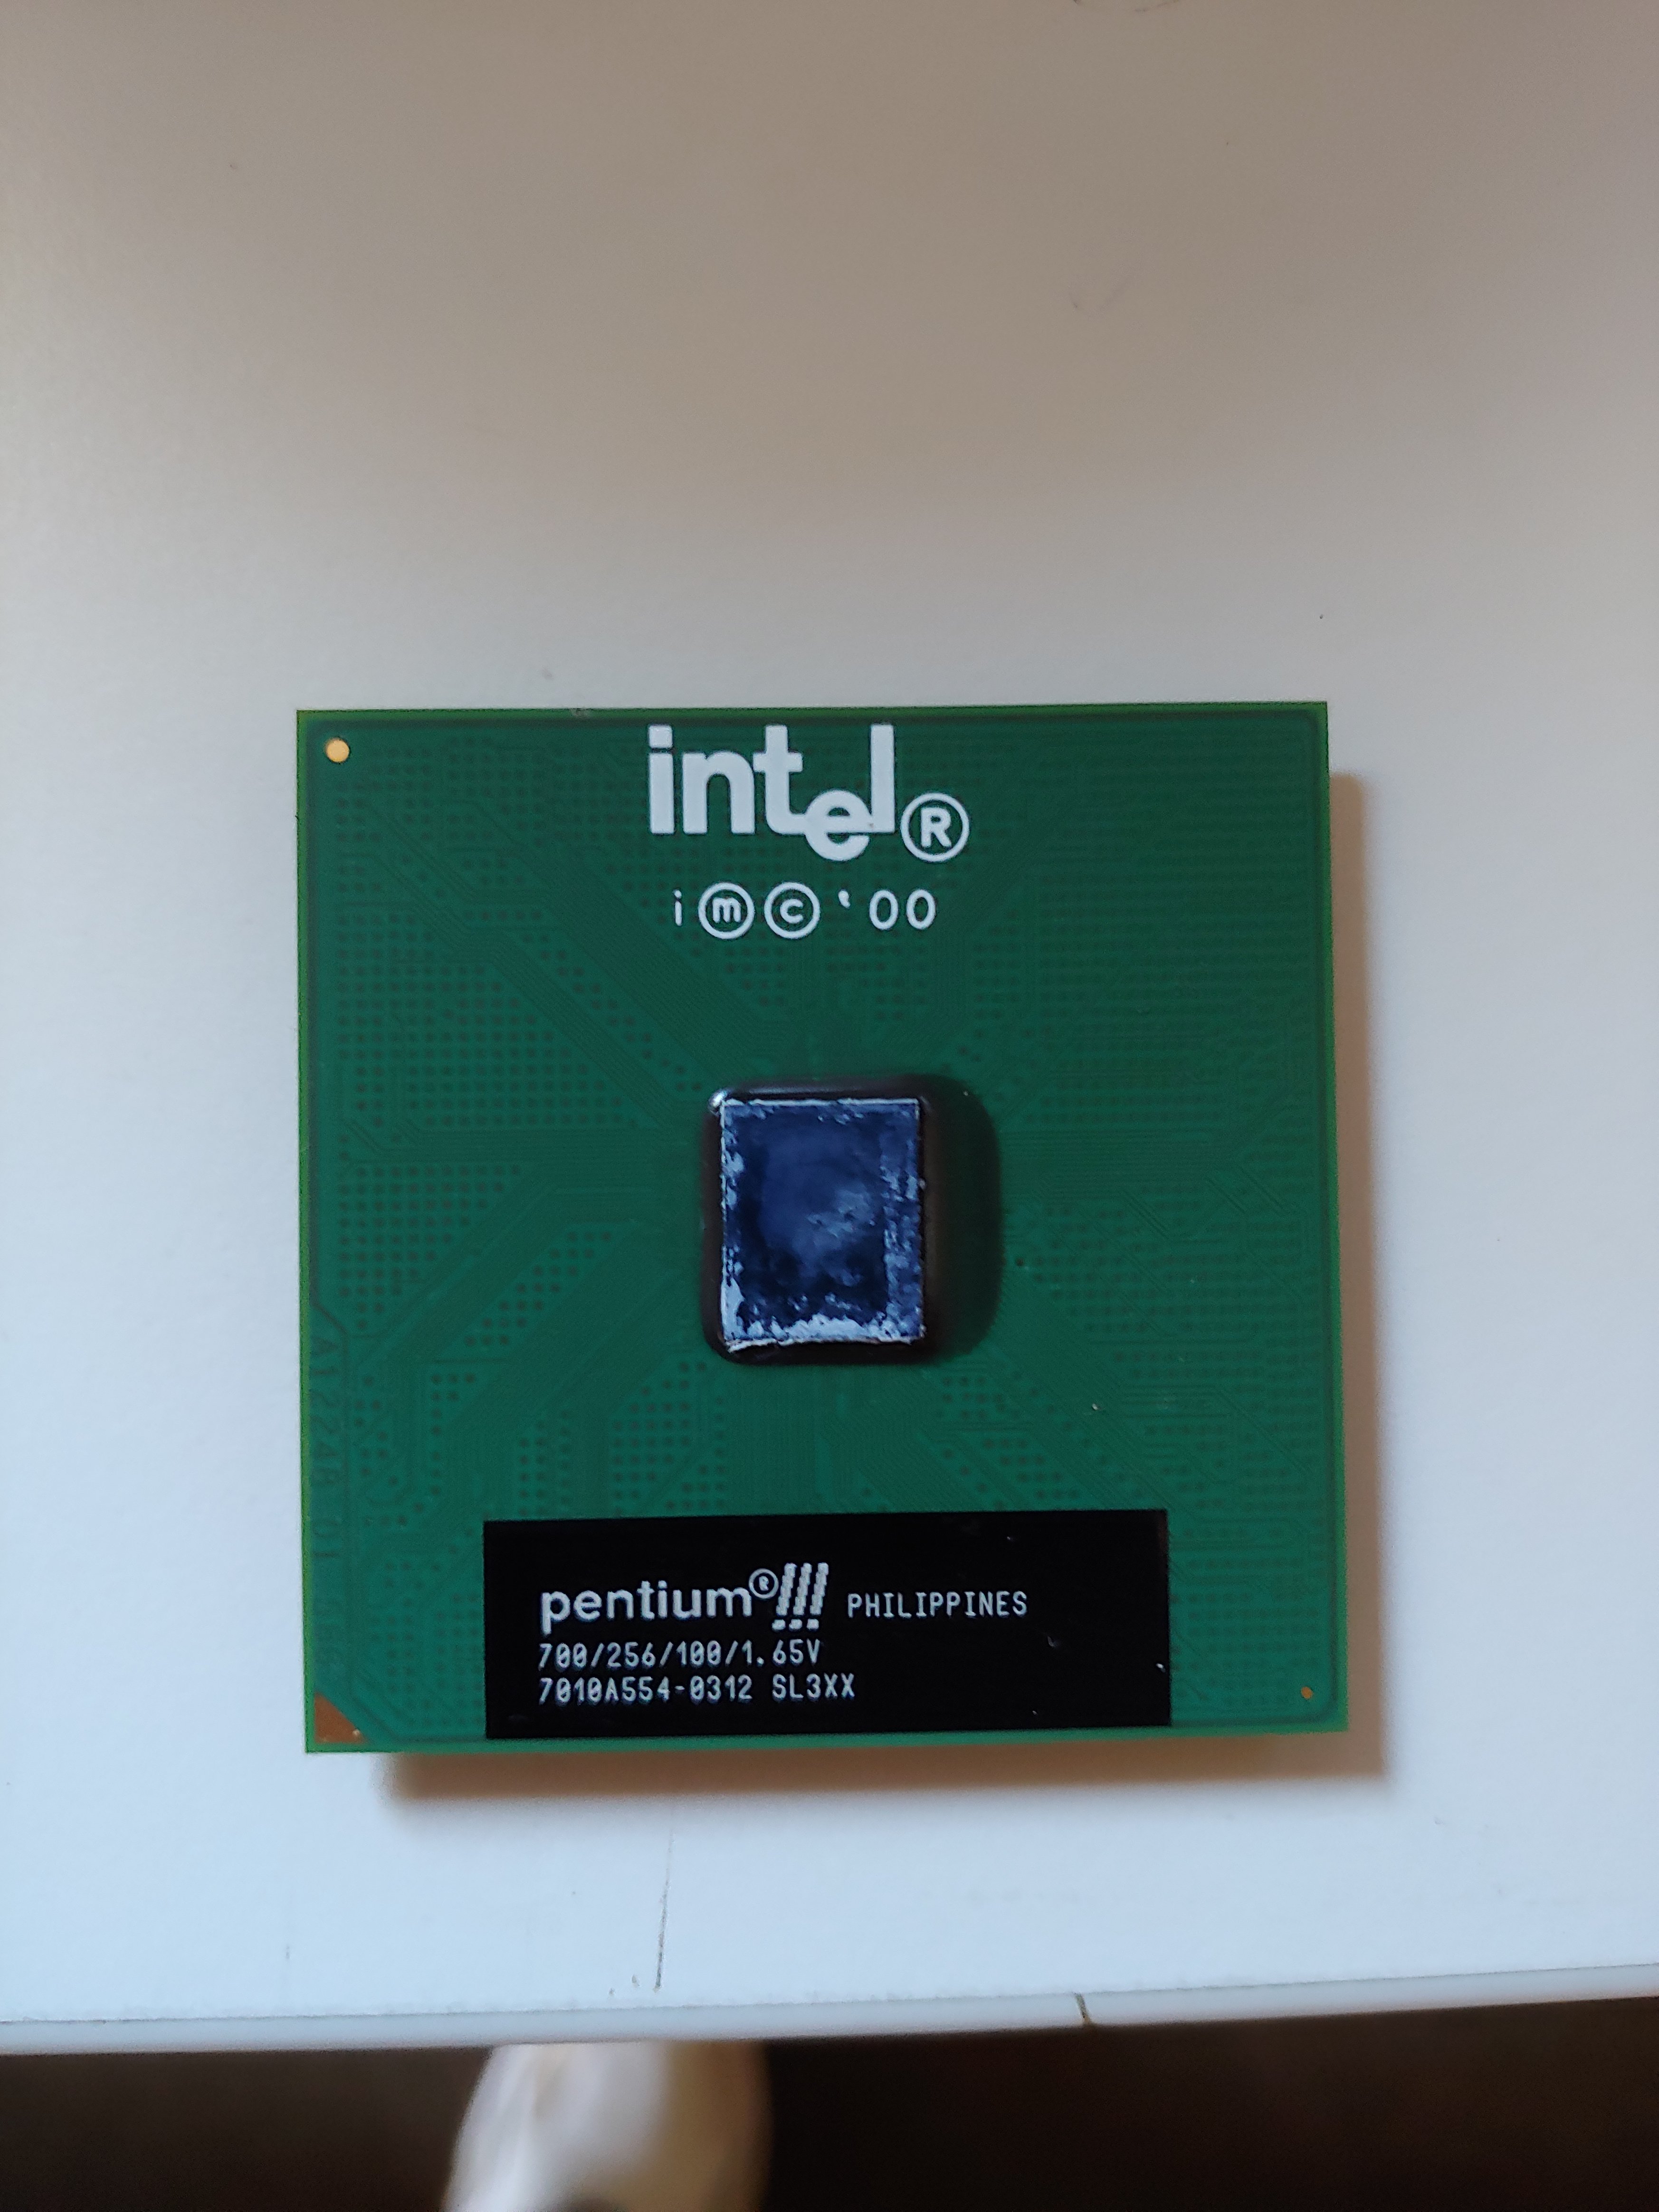 intel®
i ⓜ © '00
pentium® !!! PHILIPPINES
700/256/100/1.65V
7010A554-0312 SL3XX